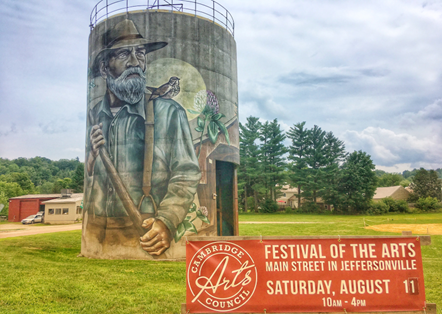 CAMBRIDGE
Arts
COUNCIL
FESTIVAL OF THE ARTS
MAIN STREET IN JEFFERSONVILLE
SATURDAY, AUGUST 11
10AM - 4PM